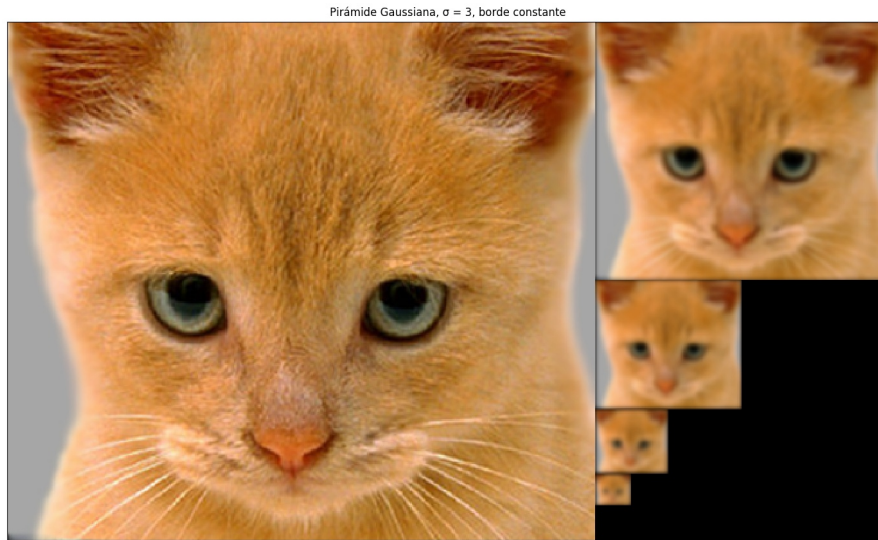 Pirámide Gaussiana, σ = 3, borde constante